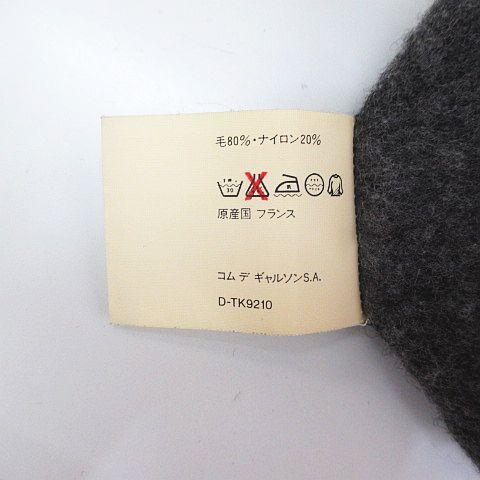 毛80%・ナイロン20%
原産国 フランス
コム デ ギャルソンS.A.
D-TK9210